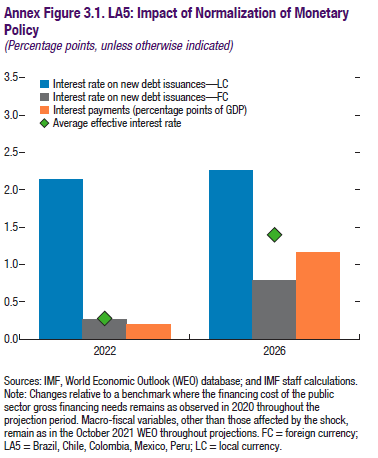 Annex Figure 3.1. LA5: Impact of Normalization of Monetary
Policy
(Percentage points, unless otherwise indicated)
3.5
Interest rate on new debt issuances—LC
Interest rate on new debt issuances—FC
Interest payments (percentage points of GDP)
Average effective interest rate
3.0
2.5
2.0
1.5
1.0
0.5
0.0
2022
2026
Sources: IMF, World Economic Outlook (WEO) database; and IMF staff calculations.
Note: Changes relative to a benchmark where the financing cost of the public
sector gross financing needs remains as observed in 2020 throughout the
projection period. Macro-fiscal variables, other than those affected by the shock,
remain as in the October 2021 WEO throughout projections. FC = foreign currency;
LA5 = Brazil, Chile, Colombia, Mexico, Peru; LC = local currency.